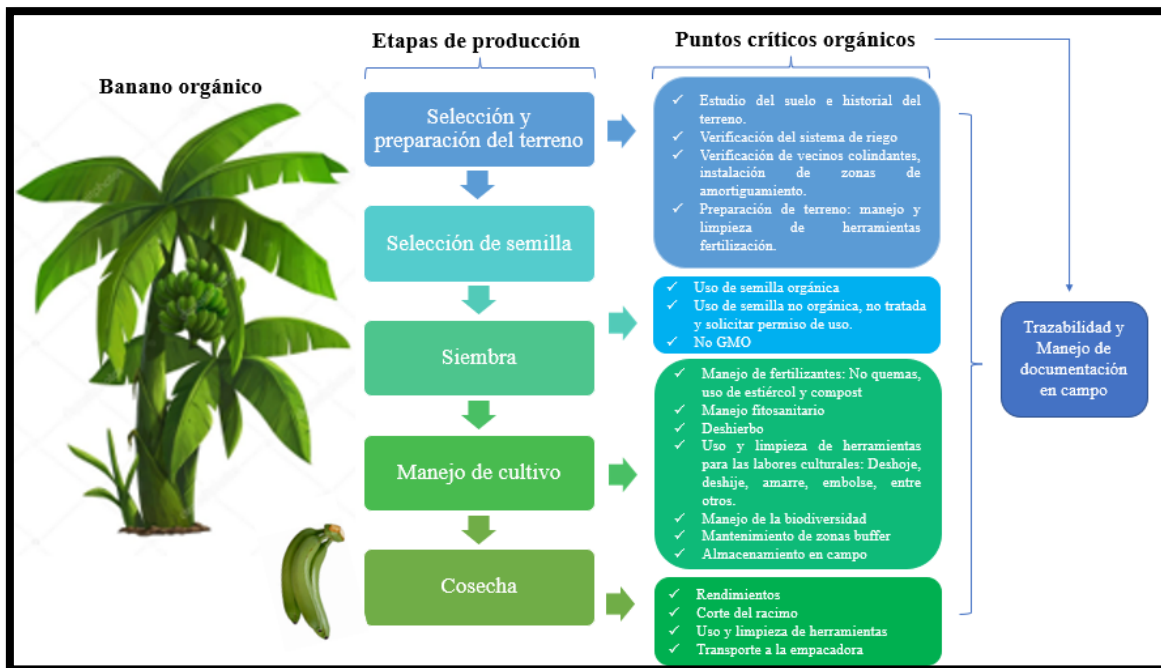 Banano orgánico
Etapas de producción
Selección y
preparación del terreno
Selección de semilla
Siembra
Manejo de cultivo
Cosecha
Puntos críticos orgánicos
✓ Estudio del suelo e historial del
terreno.
✓ Verificación del sistema de riego
✓ Verificación de vecinos colindantes,
instalación de zonas de
amortiguamiento.
✓ Preparación de terreno: manejo y
limpieza de herramientas
fertilización.
✓ Uso de semilla orgánica
✓ Uso de semilla no orgánica, no tratada
y solicitar permiso de uso.
✓ No GMO
✓ Manejo de fertilizantes: No quemas,
uso de estiércol y compost
✓ Manejo fitosanitario
✓ Deshierbo
✓ Uso y limpieza de herramientas
para las labores culturales: Deshoje,
deshije, amarre, embolse, entre
otros.
✓ Manejo de la biodiversidad
✓ Mantenimiento de zonas buffer
✓ Almacenamiento en campo
✓ Rendimientos
✓ Corte del racimo
✓ Uso y limpieza de herramientas
✓ Transporte a la empacadora
Trazabilidad y
Manejo de
documentación
en campo